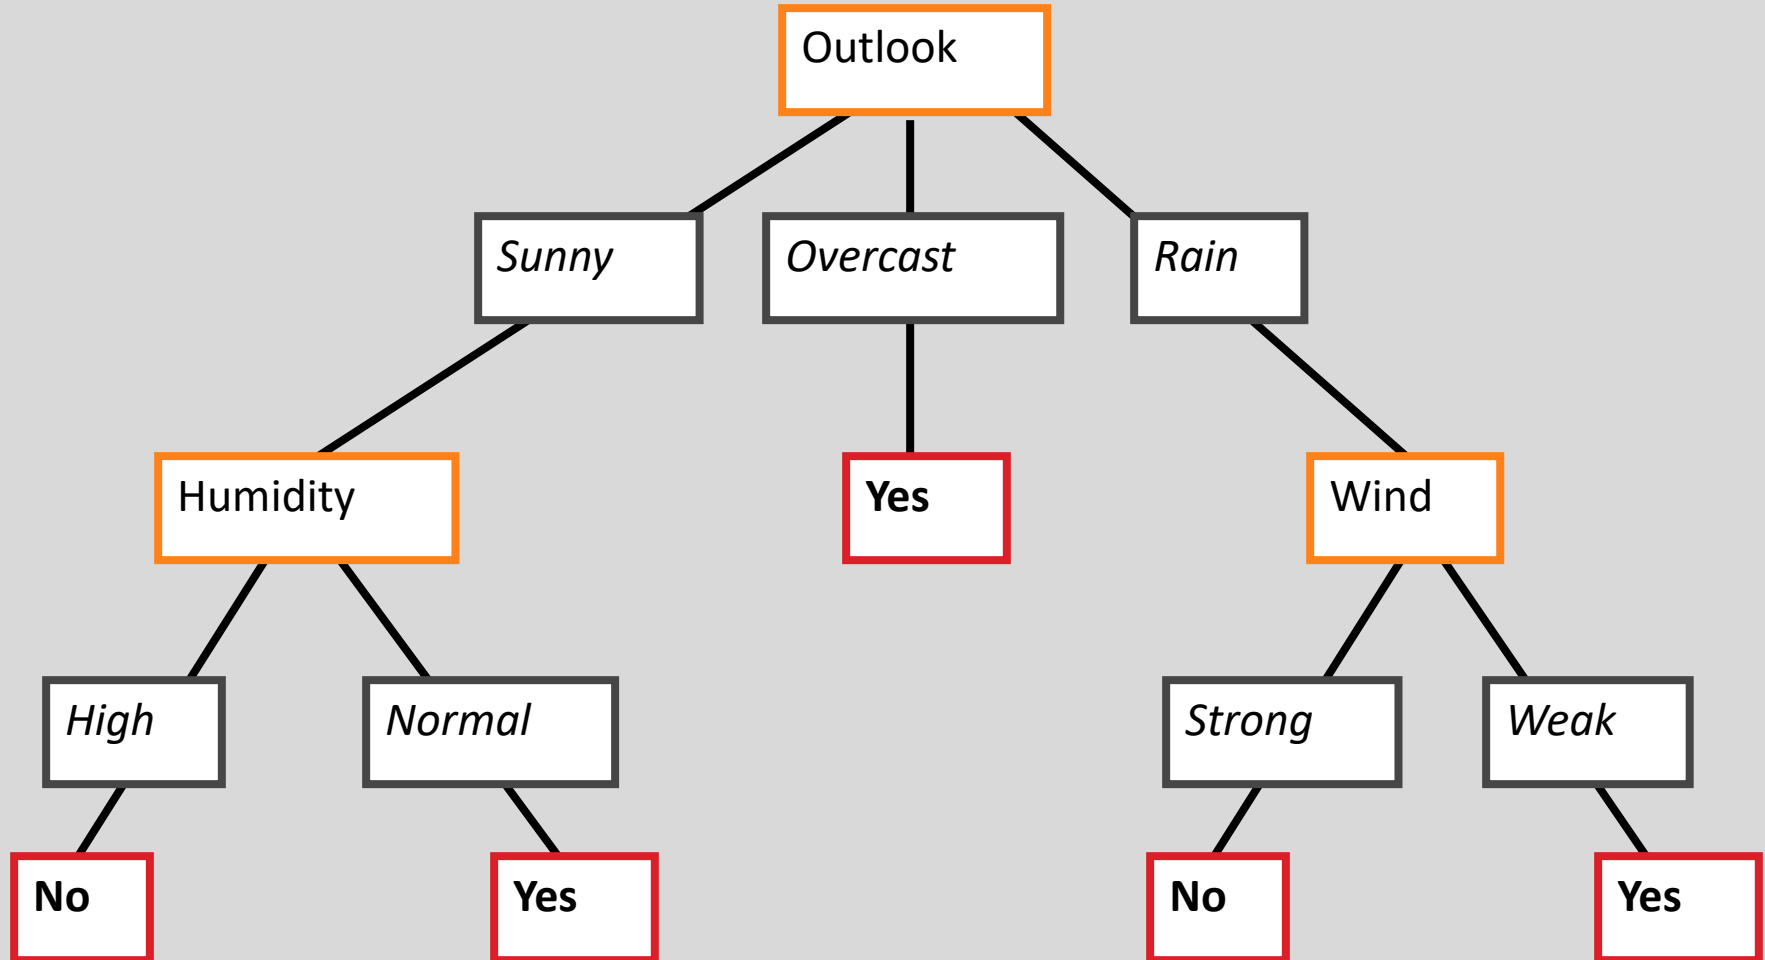 Outlook
Sunny
Overcast
Rain
Humidity
Yes
Wind
High
Normal
Strong
Weak
No
Yes
No
Yes